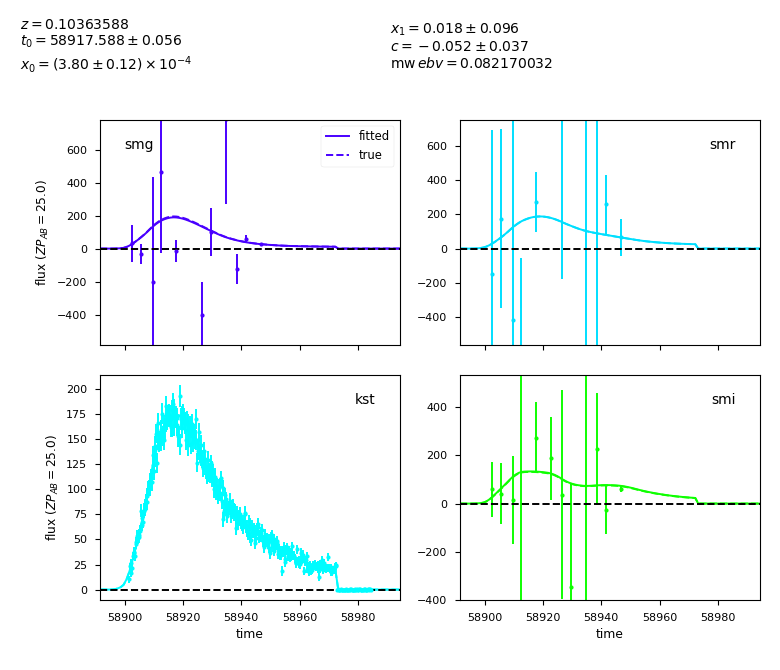 z = 0.10363588
t₀ = 58917.588 ± 0.056
x₀ = (3.80 ± 0.12) × 10⁻⁴
x₁ = 0.018 ± 0.096
c = −0.052 ± 0.037
mwebv = 0.082170032
smg
fitted
true
600
400
200
0
−200
−400
flux (ZP_AB = 25.0)
smr
600
400
200
0
−200
−400
kst
200
175
150
125
100
75
50
25
0
flux (ZP_AB = 25.0)
58900 58920 58940 58960 58980
time
smi
400
200
0
−200
−400
58900 58920 58940 58960 58980
time